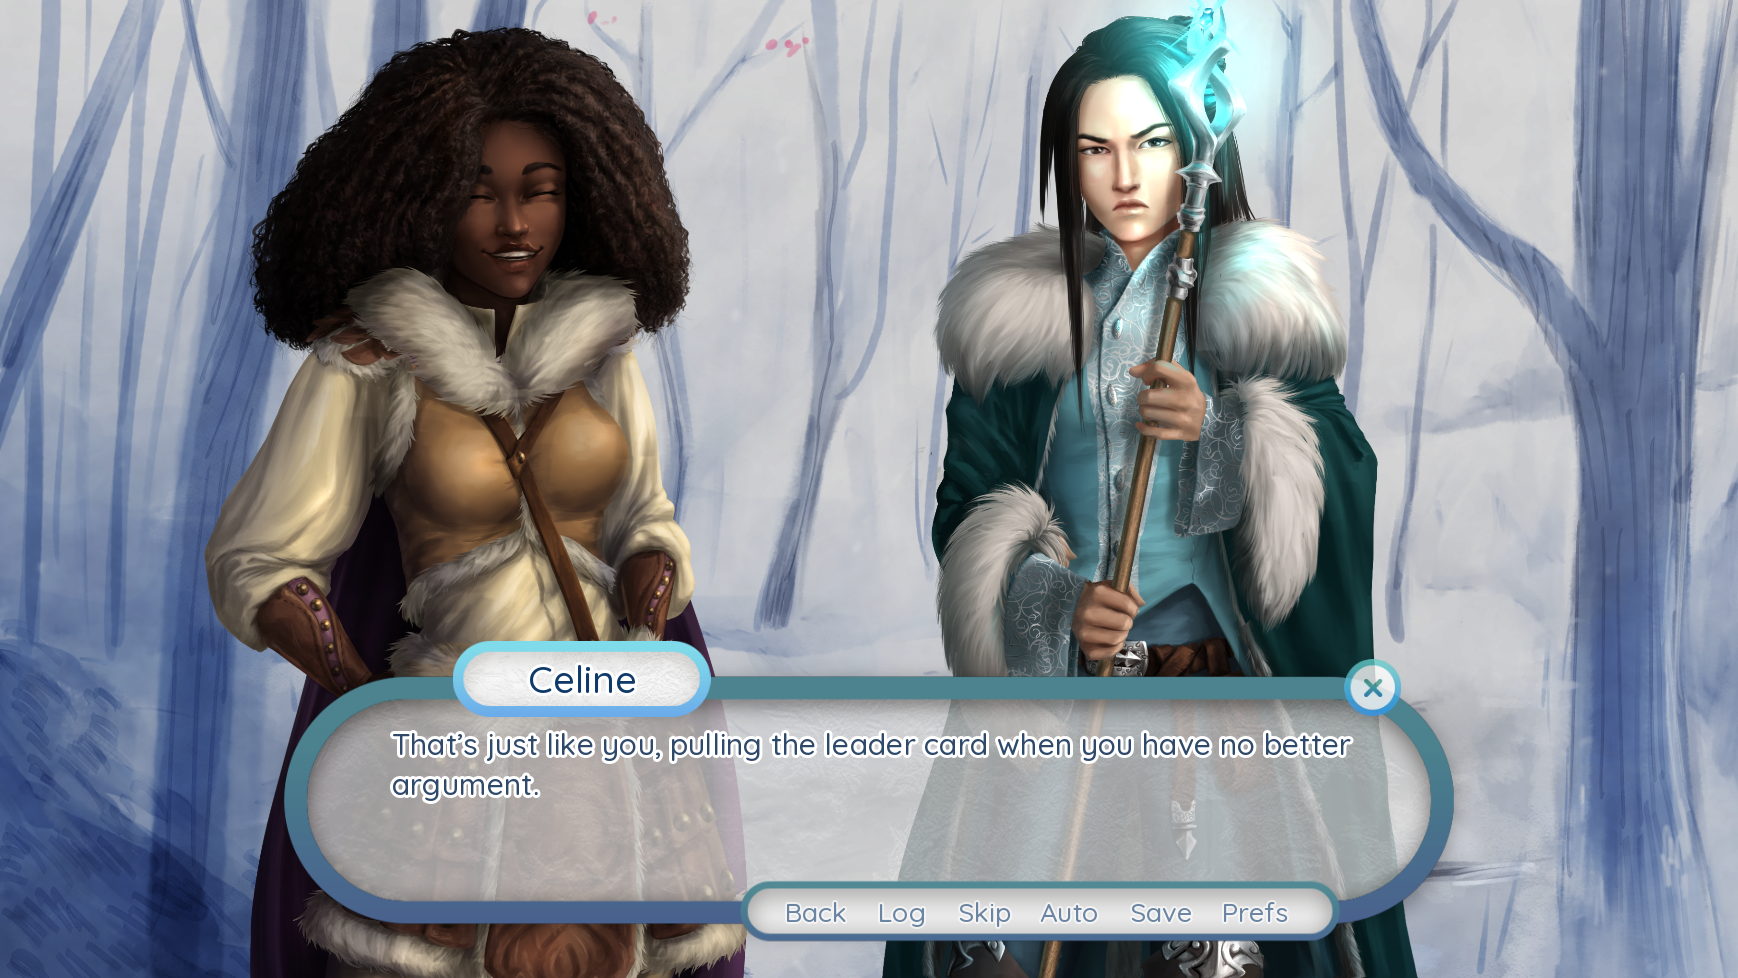 Celine
That's just like you, pulling the leader card when you have no better
argument.
Back Log Skip Auto Save Prefs